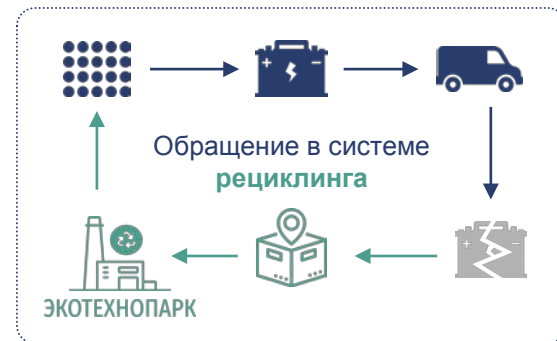 Обращение в системе
рециклинга
ЭКОТЕХНОПАРК